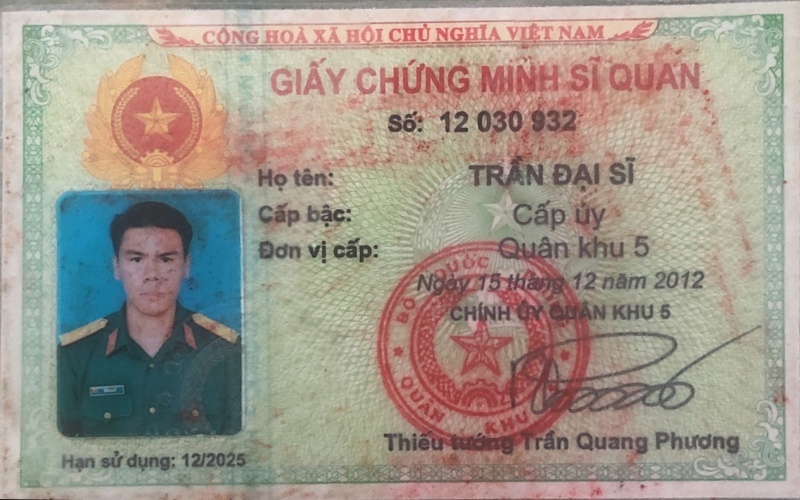 CỘNG HOÀ XÃ HỘI CHỦ NGHĨA VIỆT NAM
GIẤY CHỨNG MINH SĨ QUAN
Số: 12 030 932
Họ tên: TRẦN ĐẠI SĨ
Cấp bậc: Cấp úy
Đơn vị cấp: Quân khu 5
Ngày 15 tháng 12 năm 2012
CHÍNH ỦY QUÂN KHU 5
BỘ QUỐC
QUÂN KHU
Thiếu tướng Trần Quang Phương
Hạn sử dụng: 12/2025